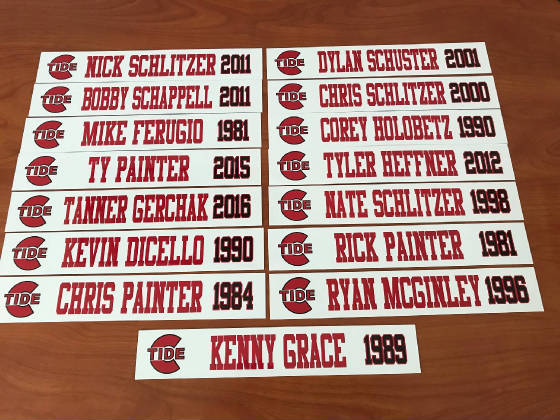 TIDE NICK SCHLITZER 2011
TIDE BOBBY SCHAPPELL 2011
TIDE MIKE FERUGIO 1981
TIDE TY PAINTER 2015
TIDE TANNER GERCHAK 2016
TIDE KEVIN DICELLO 1990
TIDE CHRIS PAINTER 1984
TIDE DYLAN SCHUSTER 2001
TIDE CHRIS SCHLITZER 2000
TIDE COREY HOLOBETZ 1990
TIDE TYLER HEFFNER 2012
TIDE NATE SCHLITZER 1998
TIDE RICK PAINTER 1981
TIDE RYAN MCGINLEY 1996
TIDE KENNY GRACE 1989